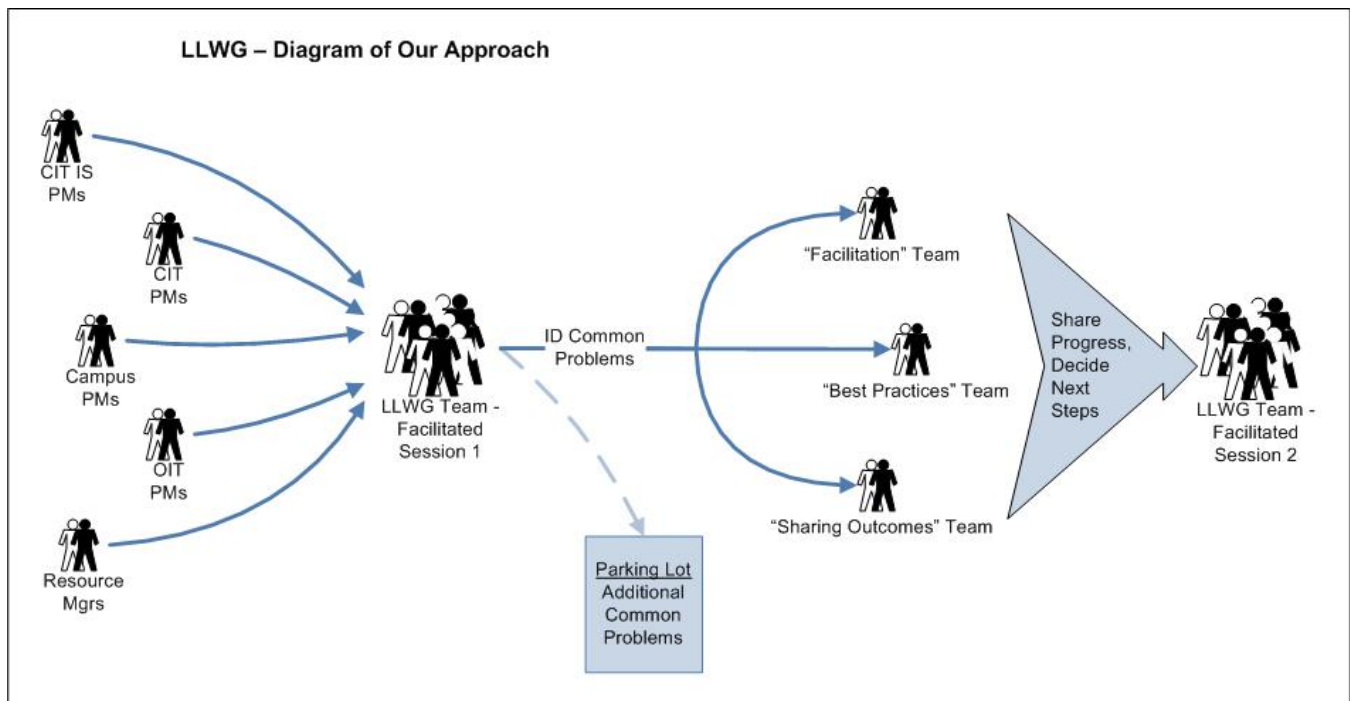 LLWG – Diagram of Our Approach
CIT IS
PMs
CIT
PMs
Campus
PMs
OIT
PMs
Resource
Mgrs
LLWG Team -
Facilitated
Session 1
ID Common
Problems
Parking Lot
Additional
Common
Problems
“Facilitation” Team
“Best Practices” Team
“Sharing Outcomes” Team
Share
Progress,
Decide
Next
Steps
LLWG Team -
Facilitated
Session 2